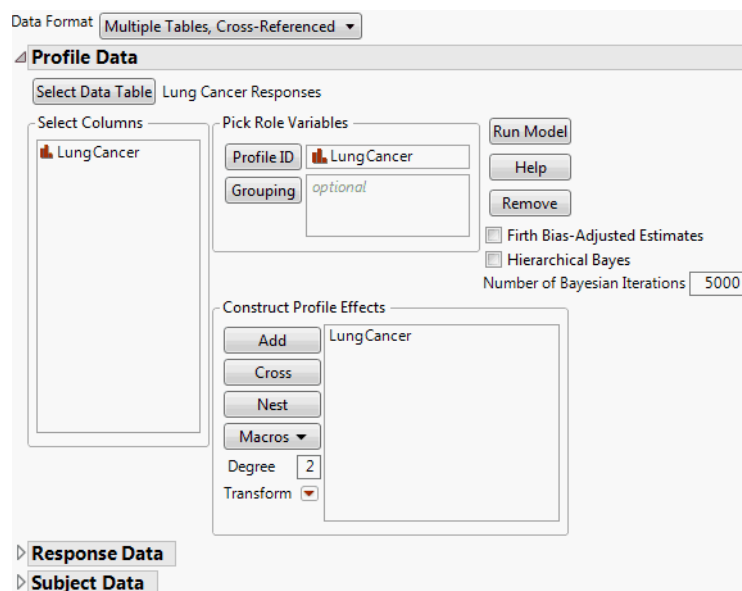 Data Format Multiple Tables, Cross-Referenced
Profile Data
Select Data Table Lung Cancer Responses
Select Columns
LungCancer
Pick Role Variables
Profile ID LungCancer
Grouping optional
Run Model
Help
Remove
Firth Bias-Adjusted Estimates
Hierarchical Bayes
Number of Bayesian Iterations 5000
Construct Profile Effects
Add
Cross
Nest
Macros
Degree 2
Transform
LungCancer
Response Data
Subject Data